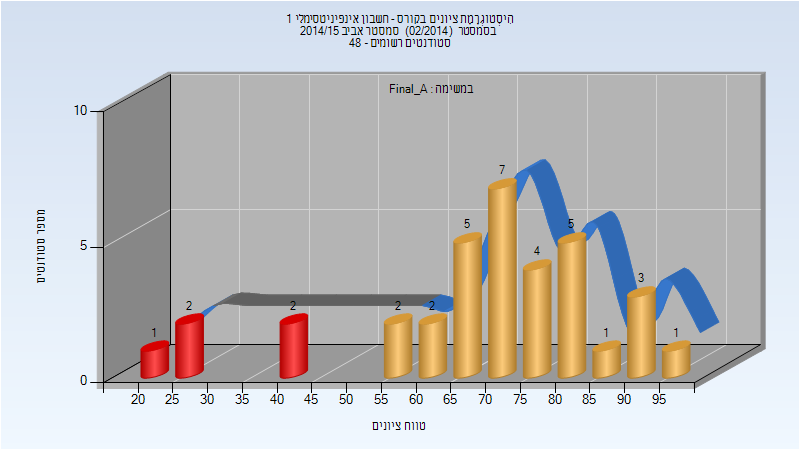 היסטוגרמת ציונים בקורס - חשבון אינפיניטסימלי 1
בסמסטר (02/2014) סמסטר אביב 2014/15
סטודנטים רשומים - 48
במשימה : Final_A
מספר סטודנטים
10
5
0
1
2
2
2
2
5
7
4
5
1
3
1
20 25 30 35 40 45 50 55 60 65 70 75 80 85 90 95
טווח ציונים